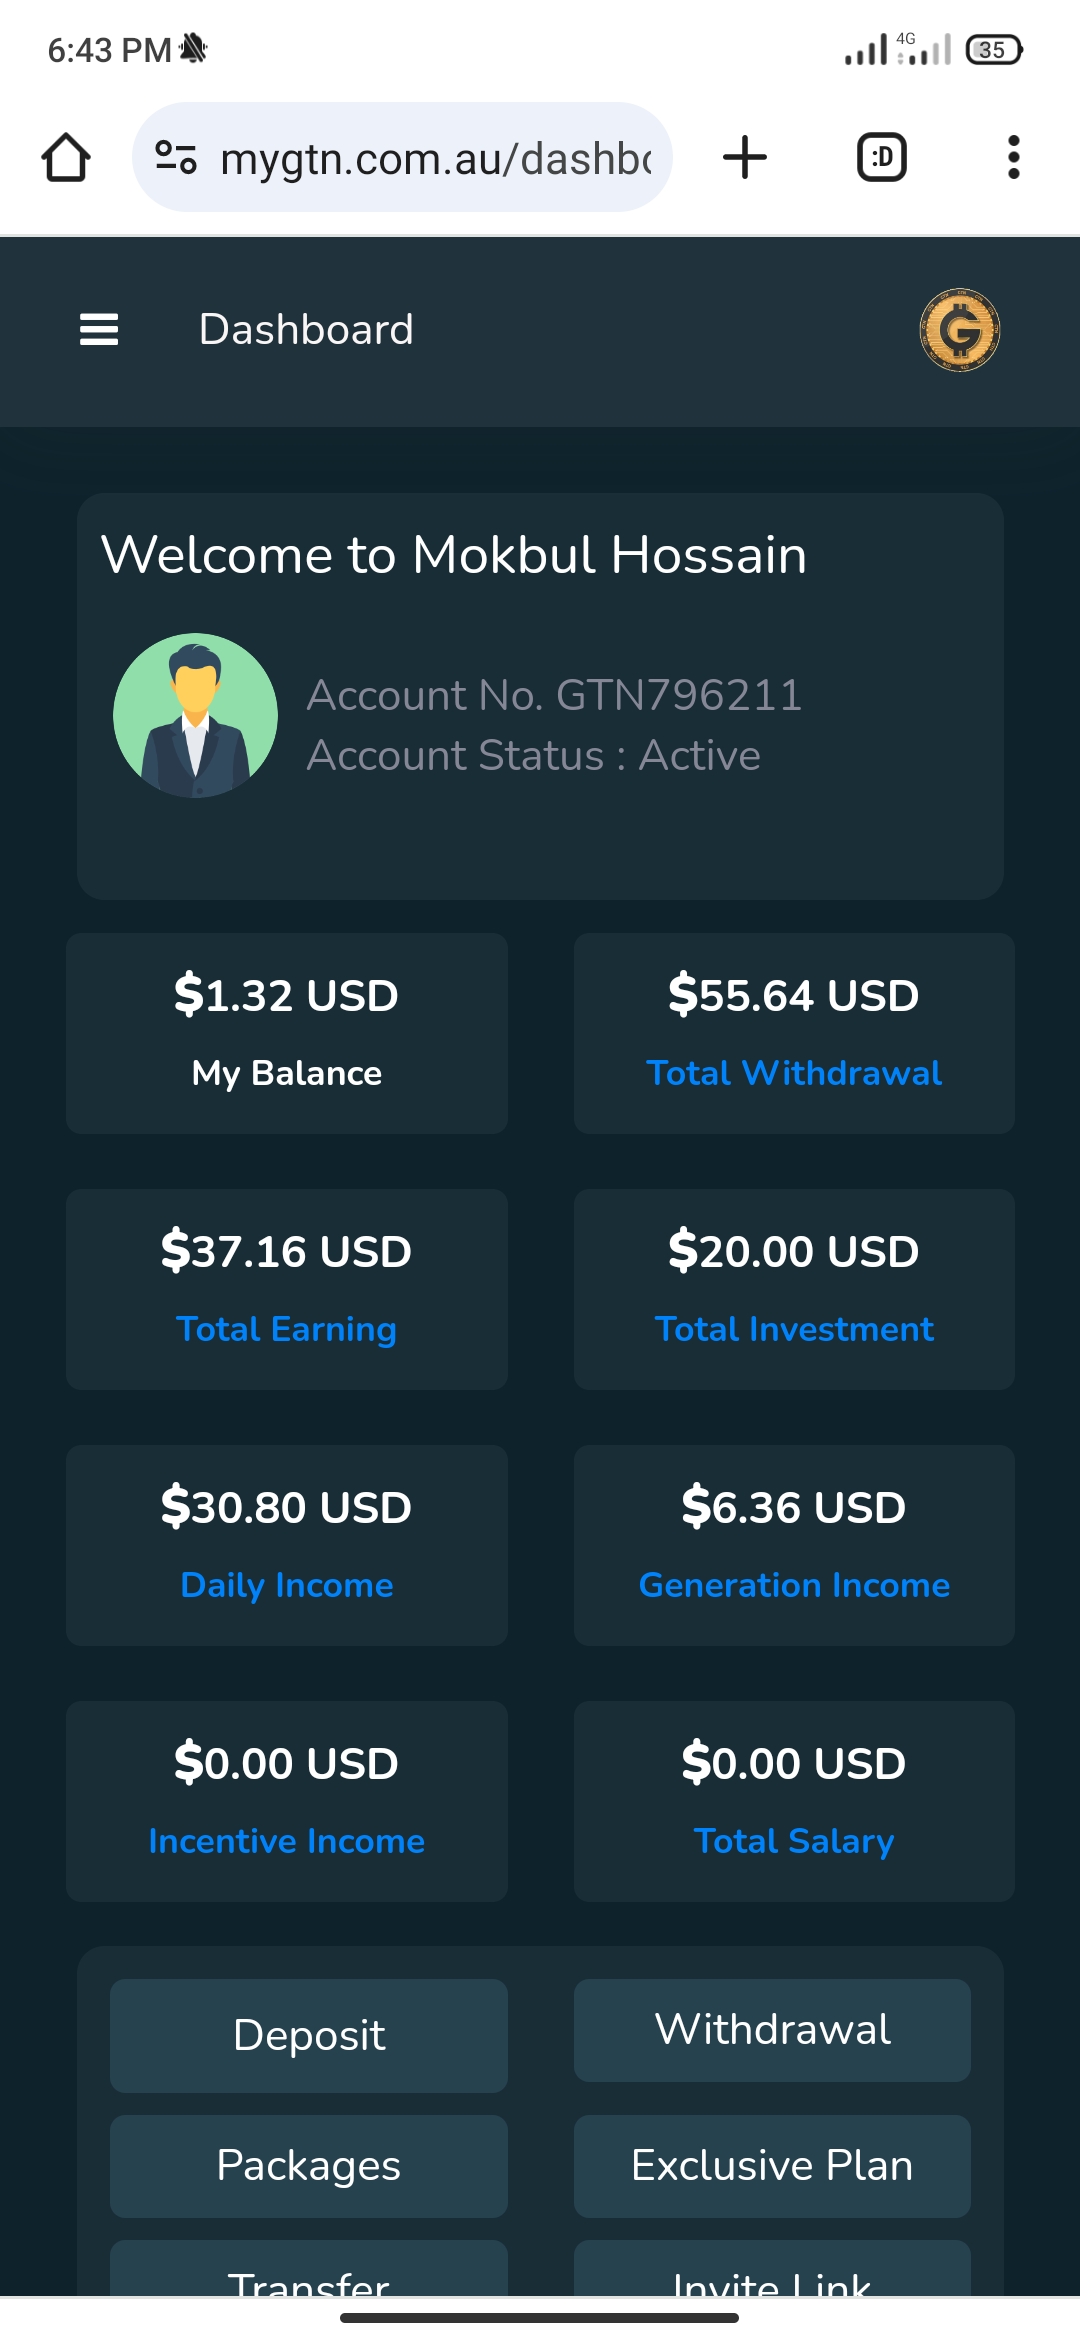 6:43 PM
4G
35
mygtn.com.au/dashbo
:D
Dashboard
Welcome to Mokbul Hossain
Account No. GTN796211
Account Status : Active
$1.32 USD
My Balance
$55.64 USD
Total Withdrawal
$37.16 USD
Total Earning
$20.00 USD
Total Investment
$30.80 USD
Daily Income
$6.36 USD
Generation Income
$0.00 USD
Incentive Income
$0.00 USD
Total Salary
Deposit
Withdrawal
Packages
Exclusive Plan
Transfer
Invite Link